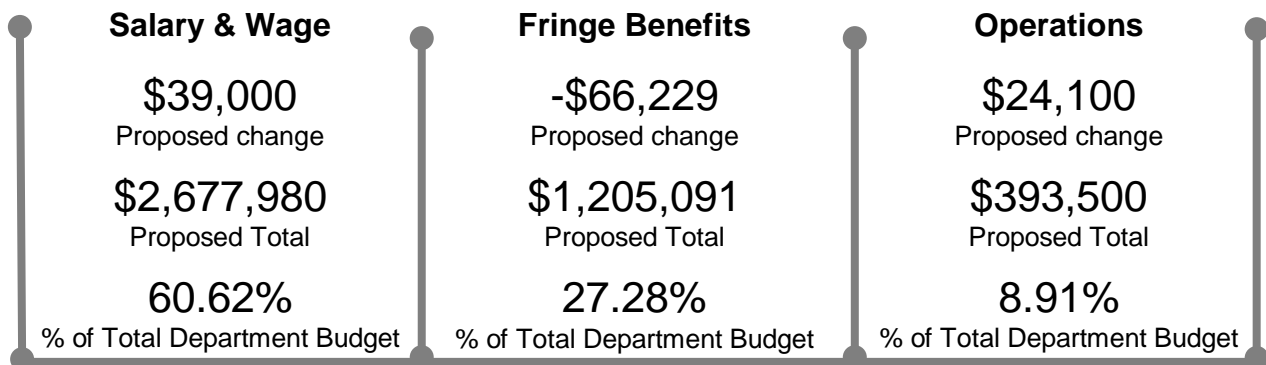 Salary & Wage
$39,000
Proposed change
$2,677,980
Proposed Total
60.62%
% of Total Department Budget
Fringe Benefits
-$66,229
Proposed change
$1,205,091
Proposed Total
27.28%
% of Total Department Budget
Operations
$24,100
Proposed change
$393,500
Proposed Total
8.91%
% of Total Department Budget